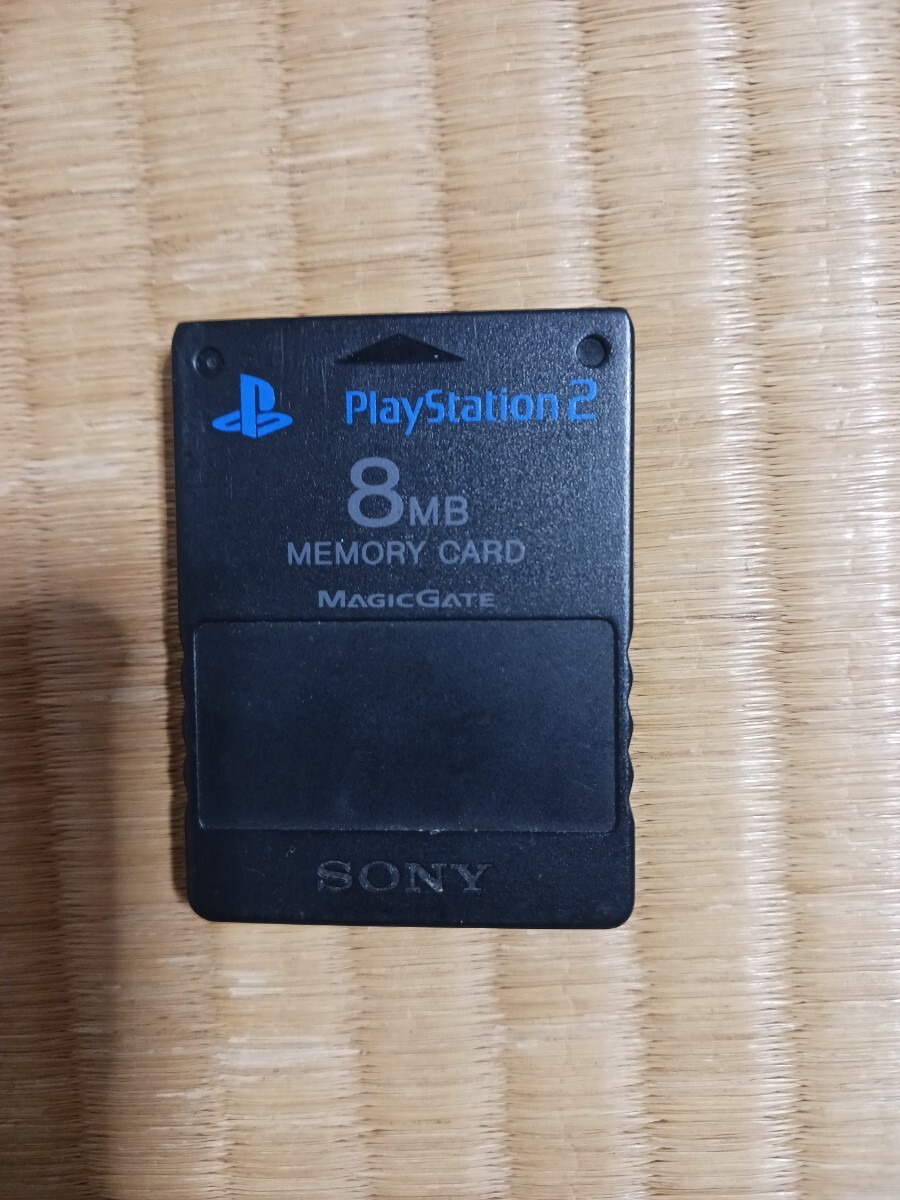 PlayStation 2
8MB
MEMORY CARD
MAGICGATE
SONY